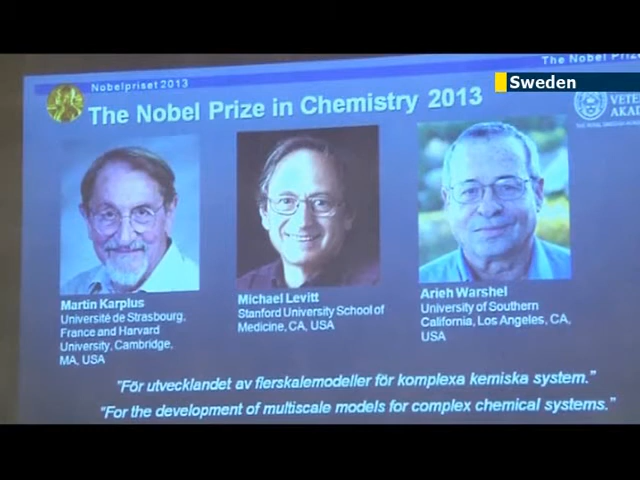 The Nobel Prize
Nobelpriset 2013
Sweden
The Nobel Prize in Chemistry 2013
Martin Karplus
Université de Strasbourg,
France and Harvard
University, Cambridge,
MA, USA
Michael Levitt
Stanford University School of
Medicine, CA, USA
Arieh Warshel
University of Southern
California, Los Angeles, CA,
USA
"För utvecklandet av flerskalemodeller för komplexa kemiska system."
"For the development of multiscale models for complex chemical systems."